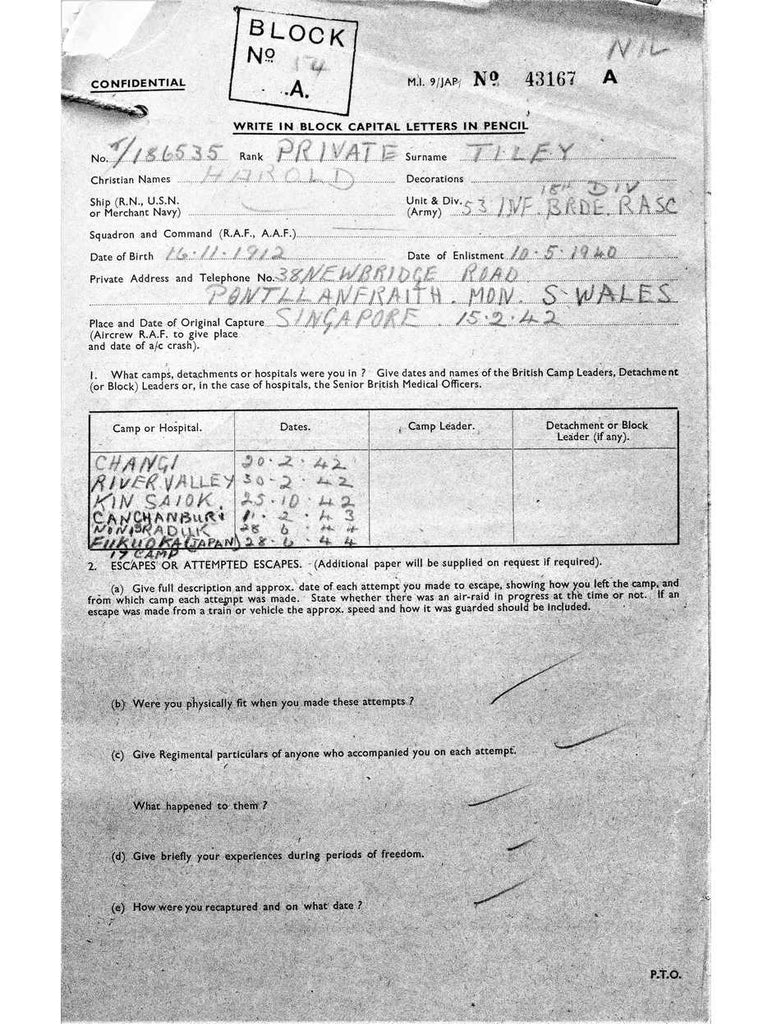 BLOCK
Nº 54
A.
NIL
CONFIDENTIAL
M.I. 9/JAP/ Nº 43167 A
WRITE IN BLOCK CAPITAL LETTERS IN PENCIL
No. T/186535 Rank PRIVATE Surname TILEY
Christian Names HAROLD Decorations
Ship (R.N., U.S.N. or Merchant Navy) Unit & Div. (Army) 53 INF. BRDE. RASC 18TH DIV
Squadron and Command (R.A.F., A.A.F.)
Date of Birth 16.11.1912 Date of Enlistment 10.5.1940
Private Address and Telephone No. 38 NEWBRIDGE ROAD
PONTLLANFRAITH. MON. S WALES
Place and Date of Original Capture SINGAPORE. 15.2.42
(Aircrew R.A.F. to give place
and date of a/c crash).
1. What camps, detachments or hospitals were you in ? Give dates and names of the British Camp Leaders, Detachment
(or Block) Leaders or, in the case of hospitals, the Senior British Medical Officers.
Camp or Hospital. Dates. Camp Leader. Detachment or Block Leader (if any).
CHANGI 20.2.42
RIVER VALLEY 30.2.42
KIN SAIOK 25.10.42
CANCHANBURI 11.2.43
28 6 44
FUKUOKA (JAPAN) 28.6.44
17 CAMP
2. ESCAPES OR ATTEMPTED ESCAPES. (Additional paper will be supplied on request if required).
(a) Give full description and approx. date of each attempt you made to escape, showing how you left the camp, and
from which camp each attempt was made. State whether there was an air-raid in progress at the time or not. If an
escape was made from a train or vehicle the approx. speed and how it was guarded should be included.
(b) Were you physically fit when you made these attempts ?
(c) Give Regimental particulars of anyone who accompanied you on each attempt.
What happened to them ?
(d) Give briefly your experiences during periods of freedom.
(e) How were you recaptured and on what date ?
P.T.O.